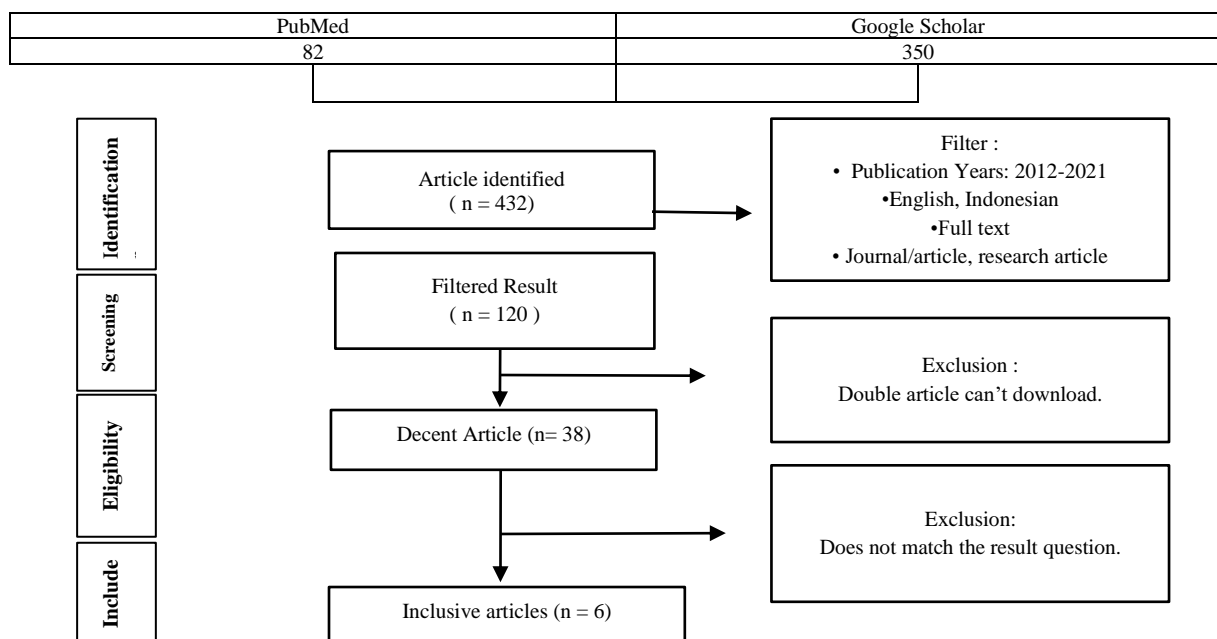 PubMed
Google Scholar
82
350
Identification
Article identified
( n = 432)
Filter :
• Publication Years: 2012-2021
•English, Indonesian
•Full text
• Journal/article, research article
Screening
Filtered Result
( n = 120 )
Exclusion :
Double article can’t download.
Eligibility
Decent Article (n= 38)
Exclusion:
Does not match the result question.
Include
Inclusive articles (n = 6)